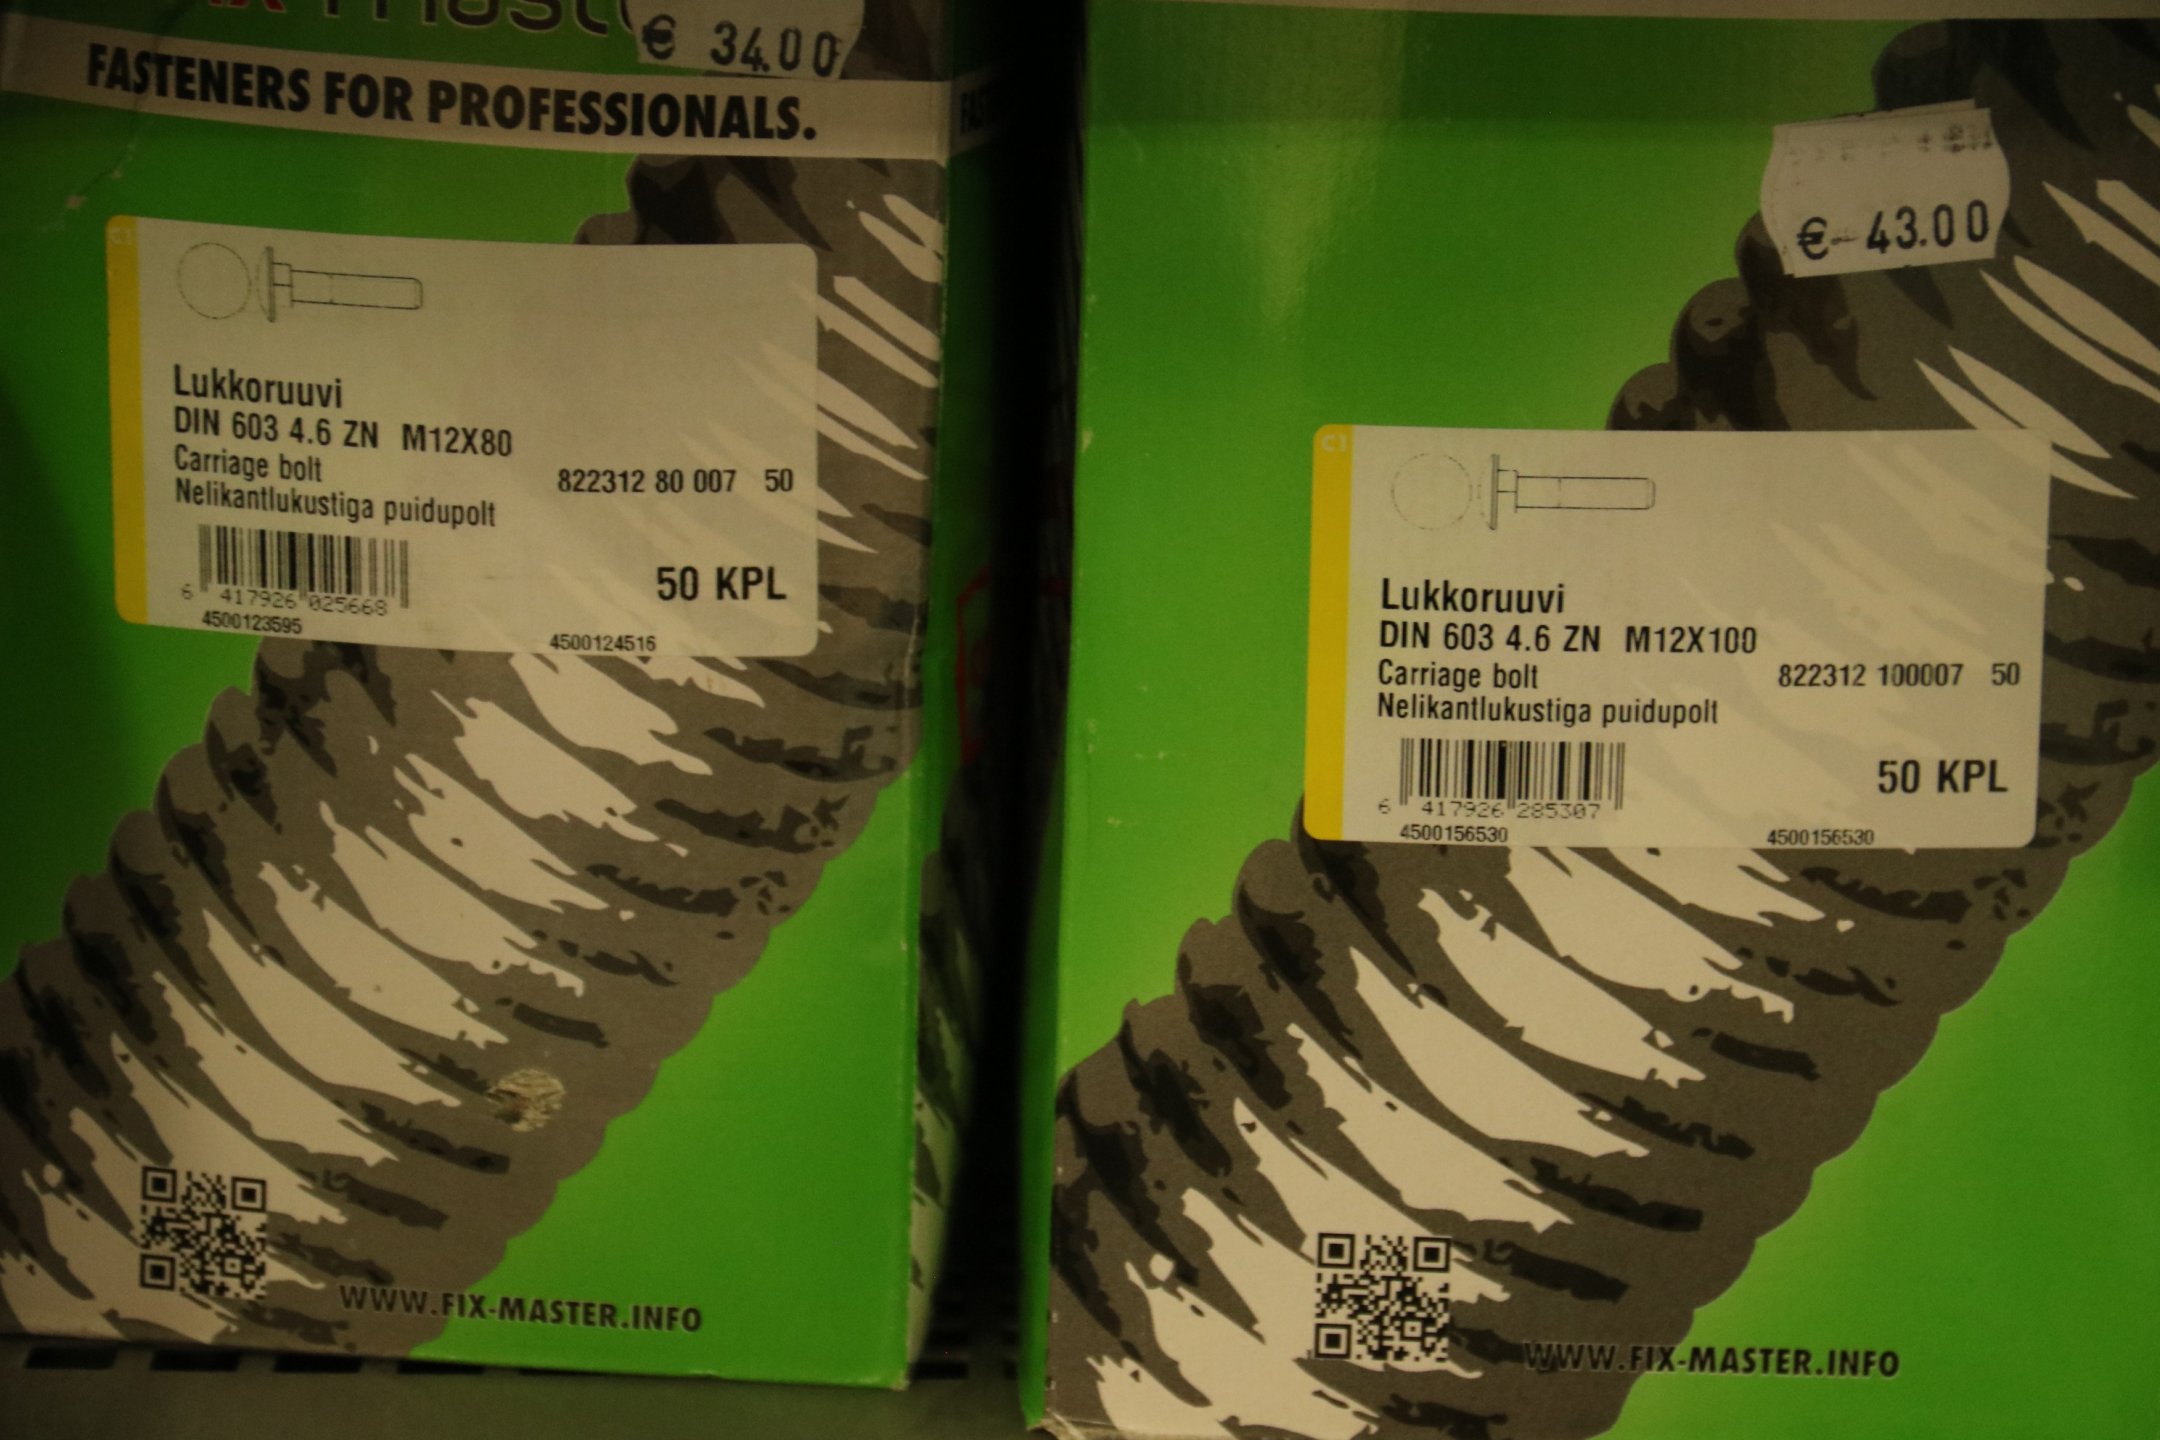 € 34.00
FASTENERS FOR PROFESSIONALS.
Lukkoruuvi
DIN 603 4.6 ZN M12X80
Carriage bolt
822312 80 007 50
Nelikantlukustiga puidupolt
50 KPL
6 417926 025668
4500123595
4500124516
WWW.FIX-MASTER.INFO
€ 43.00
C1
Lukkoruuvi
DIN 603 4.6 ZN M12X100
Carriage bolt
822312 100007 50
Nelikantlukustiga puidupolt
50 KPL
6 417926 285307
4500156530
4500156530
WWW.FIX-MASTER.INFO